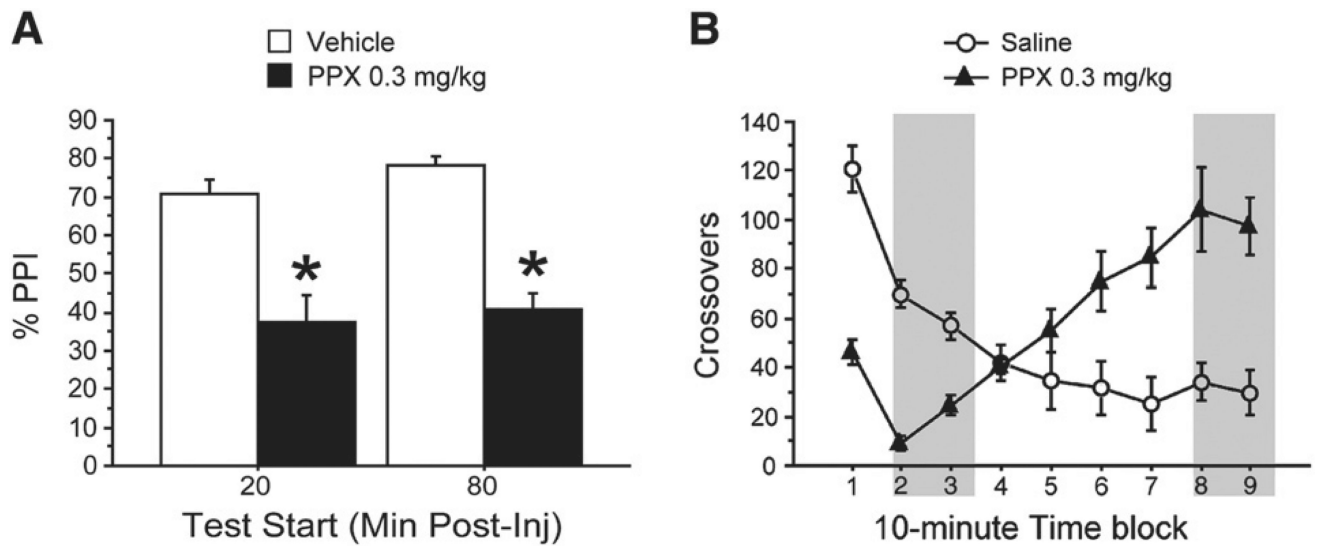 A
Vehicle
PPX 0.3 mg/kg
90
80
70
60
50
40
30
20
10
0
% PPI
*
*
20
80
Test Start (Min Post-Inj)
B
Saline
PPX 0.3 mg/kg
140
120
100
80
60
40
20
0
Crossovers
1 2 3 4 5 6 7 8 9
10-minute Time block